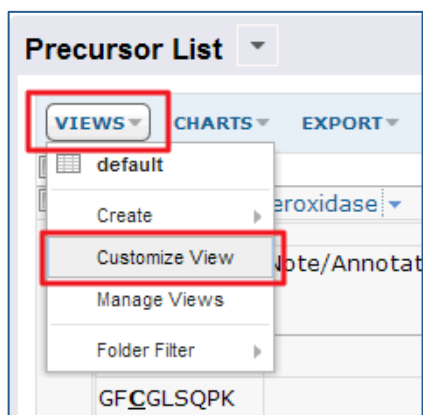 Precursor List
VIEWS CHARTS EXPORT
default
eroxidase
Create
Customize View
Note/Annotat
Manage Views
Folder Filter
GFCGLSQPK